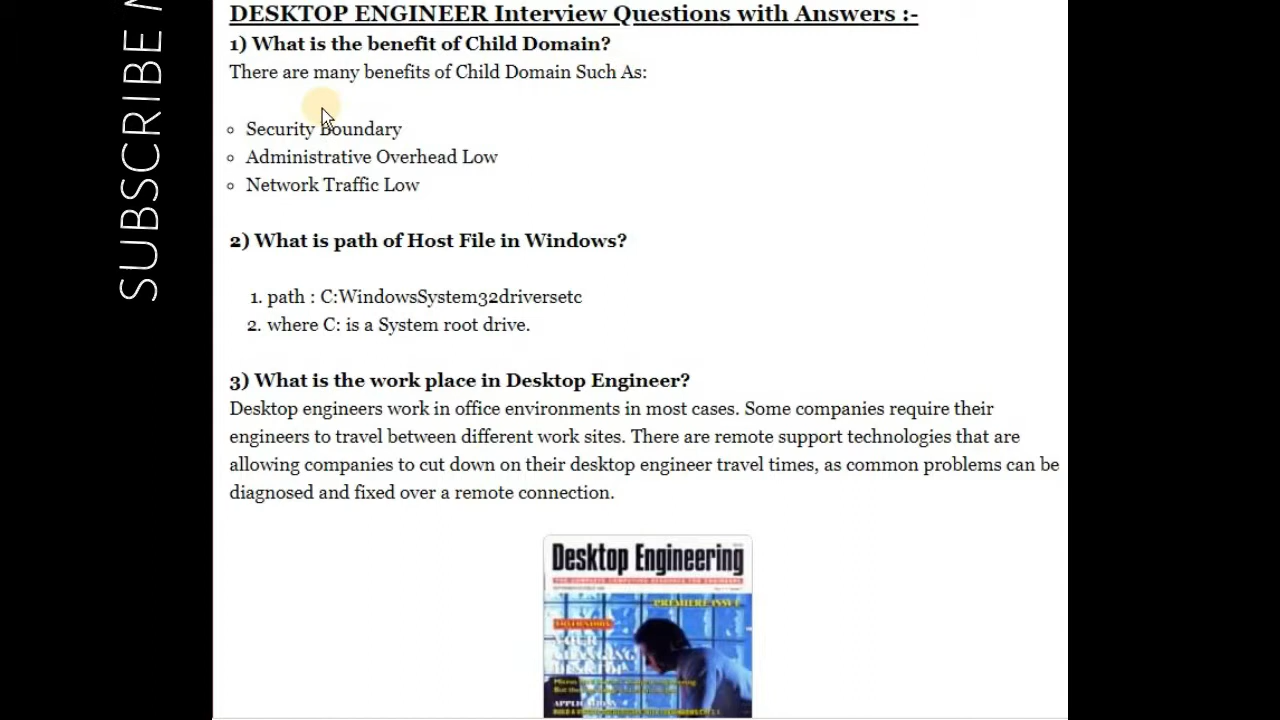 SUBSCRIBE
DESKTOP ENGINEER Interview Questions with Answers :-
1) What is the benefit of Child Domain?
There are many benefits of Child Domain Such As:
Security Boundary
Administrative Overhead Low
Network Traffic Low
2) What is path of Host File in Windows?
1. path : C:WindowsSystem32driversetc
2. where C: is a System root drive.
3) What is the work place in Desktop Engineer?
Desktop engineers work in office environments in most cases. Some companies require their
engineers to travel between different work sites. There are remote support technologies that are
allowing companies to cut down on their desktop engineer travel times, as common problems can be
diagnosed and fixed over a remote connection.
Desktop Engineering
PREMIERE ISSUE
YOUR
CHANGING
DESKTOP